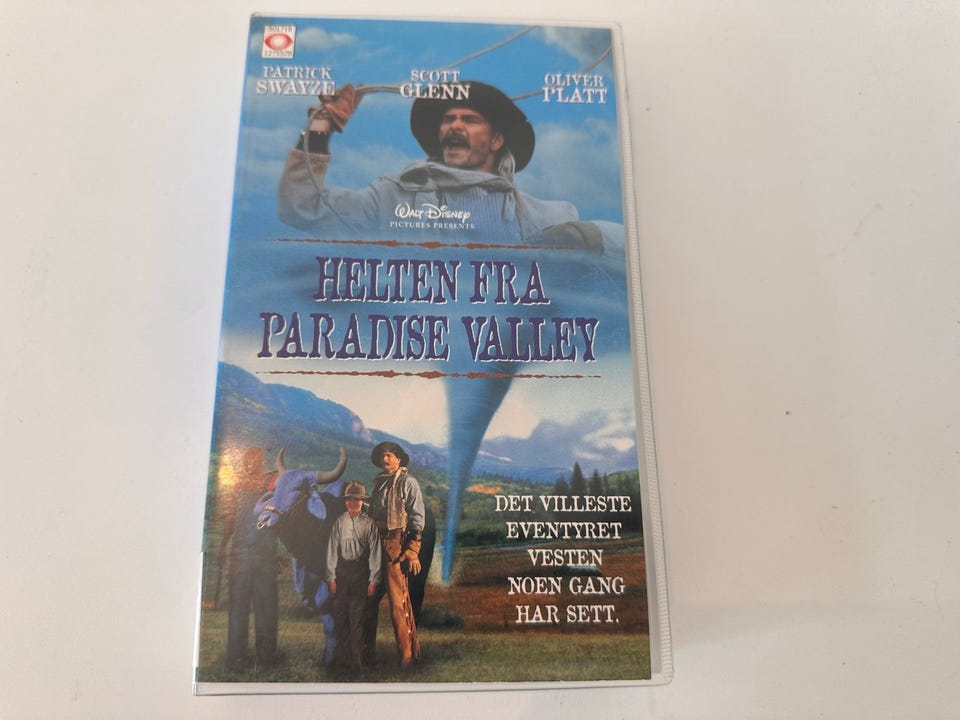 PATRICK SWAYZE
SCOTT GLENN
OLIVER PLATT
WALT DISNEY
PICTURES PRESENTS
HELTEN FRA
PARADISE VALLEY
DET VILLESTE
EVENTYRET
VESTEN
NOEN GANG
HAR SETT.